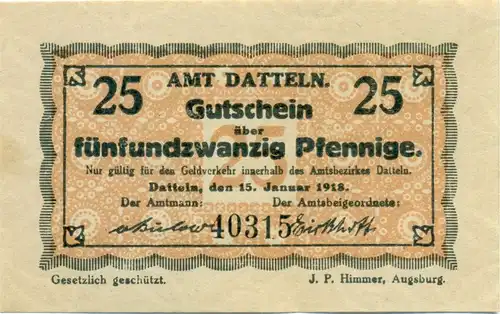 AMT DATTELN.
25 Gutschein 25
über
fünfundzwanzig Pfennige.
Nur gültig für den Geldverkehr innerhalb des Amtsbezirkes Datteln.
Datteln, den 15. Januar 1918.
Der Amtmann: Der Amtsbeigeordnete:
40315
Gesetzlich geschützt. J. P. Himmer, Augsburg.